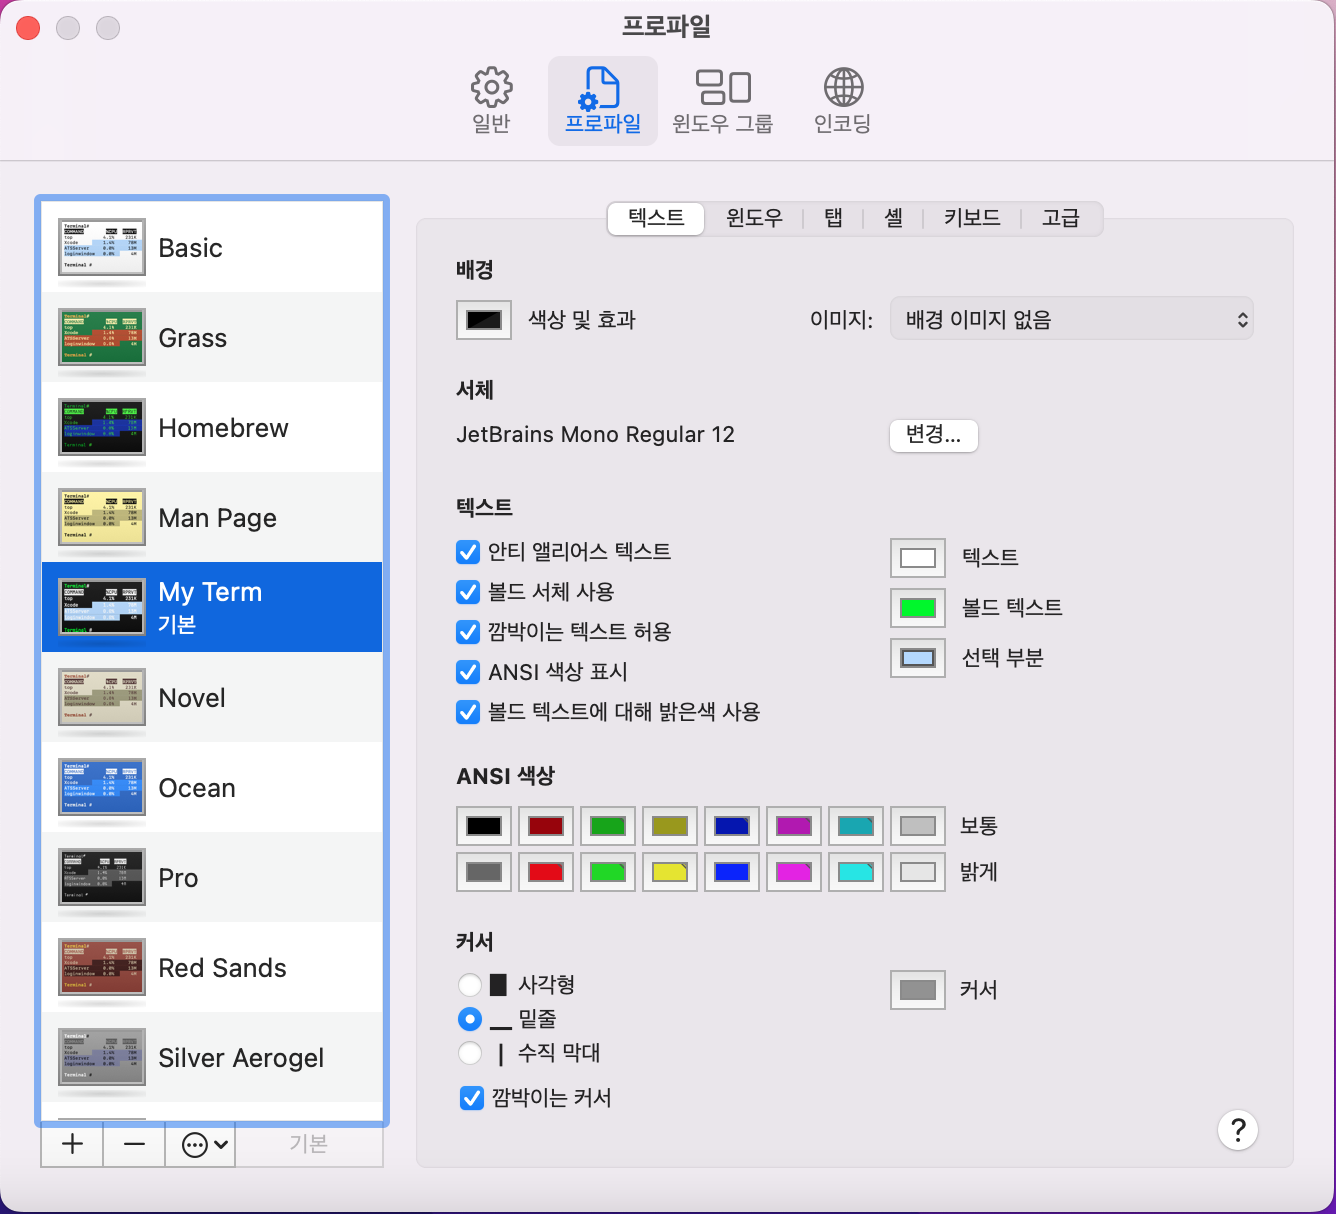 프로파일
일반
프로파일
윈도우 그룹
인코딩
Basic
Grass
Homebrew
Man Page
My Term
기본
Novel
Ocean
Pro
Red Sands
Silver Aerogel
기본
텍스트
윈도우
탭
셸
키보드
고급
배경
색상 및 효과
이미지:
배경 이미지 없음
서체
JetBrains Mono Regular 12
변경...
텍스트
안티 앨리어스 텍스트
볼드 서체 사용
깜박이는 텍스트 허용
ANSI 색상 표시
볼드 텍스트에 대해 밝은색 사용
텍스트
볼드 텍스트
선택 부분
ANSI 색상
보통
밝게
커서
사각형
밑줄
수직 막대
깜박이는 커서
커서
?